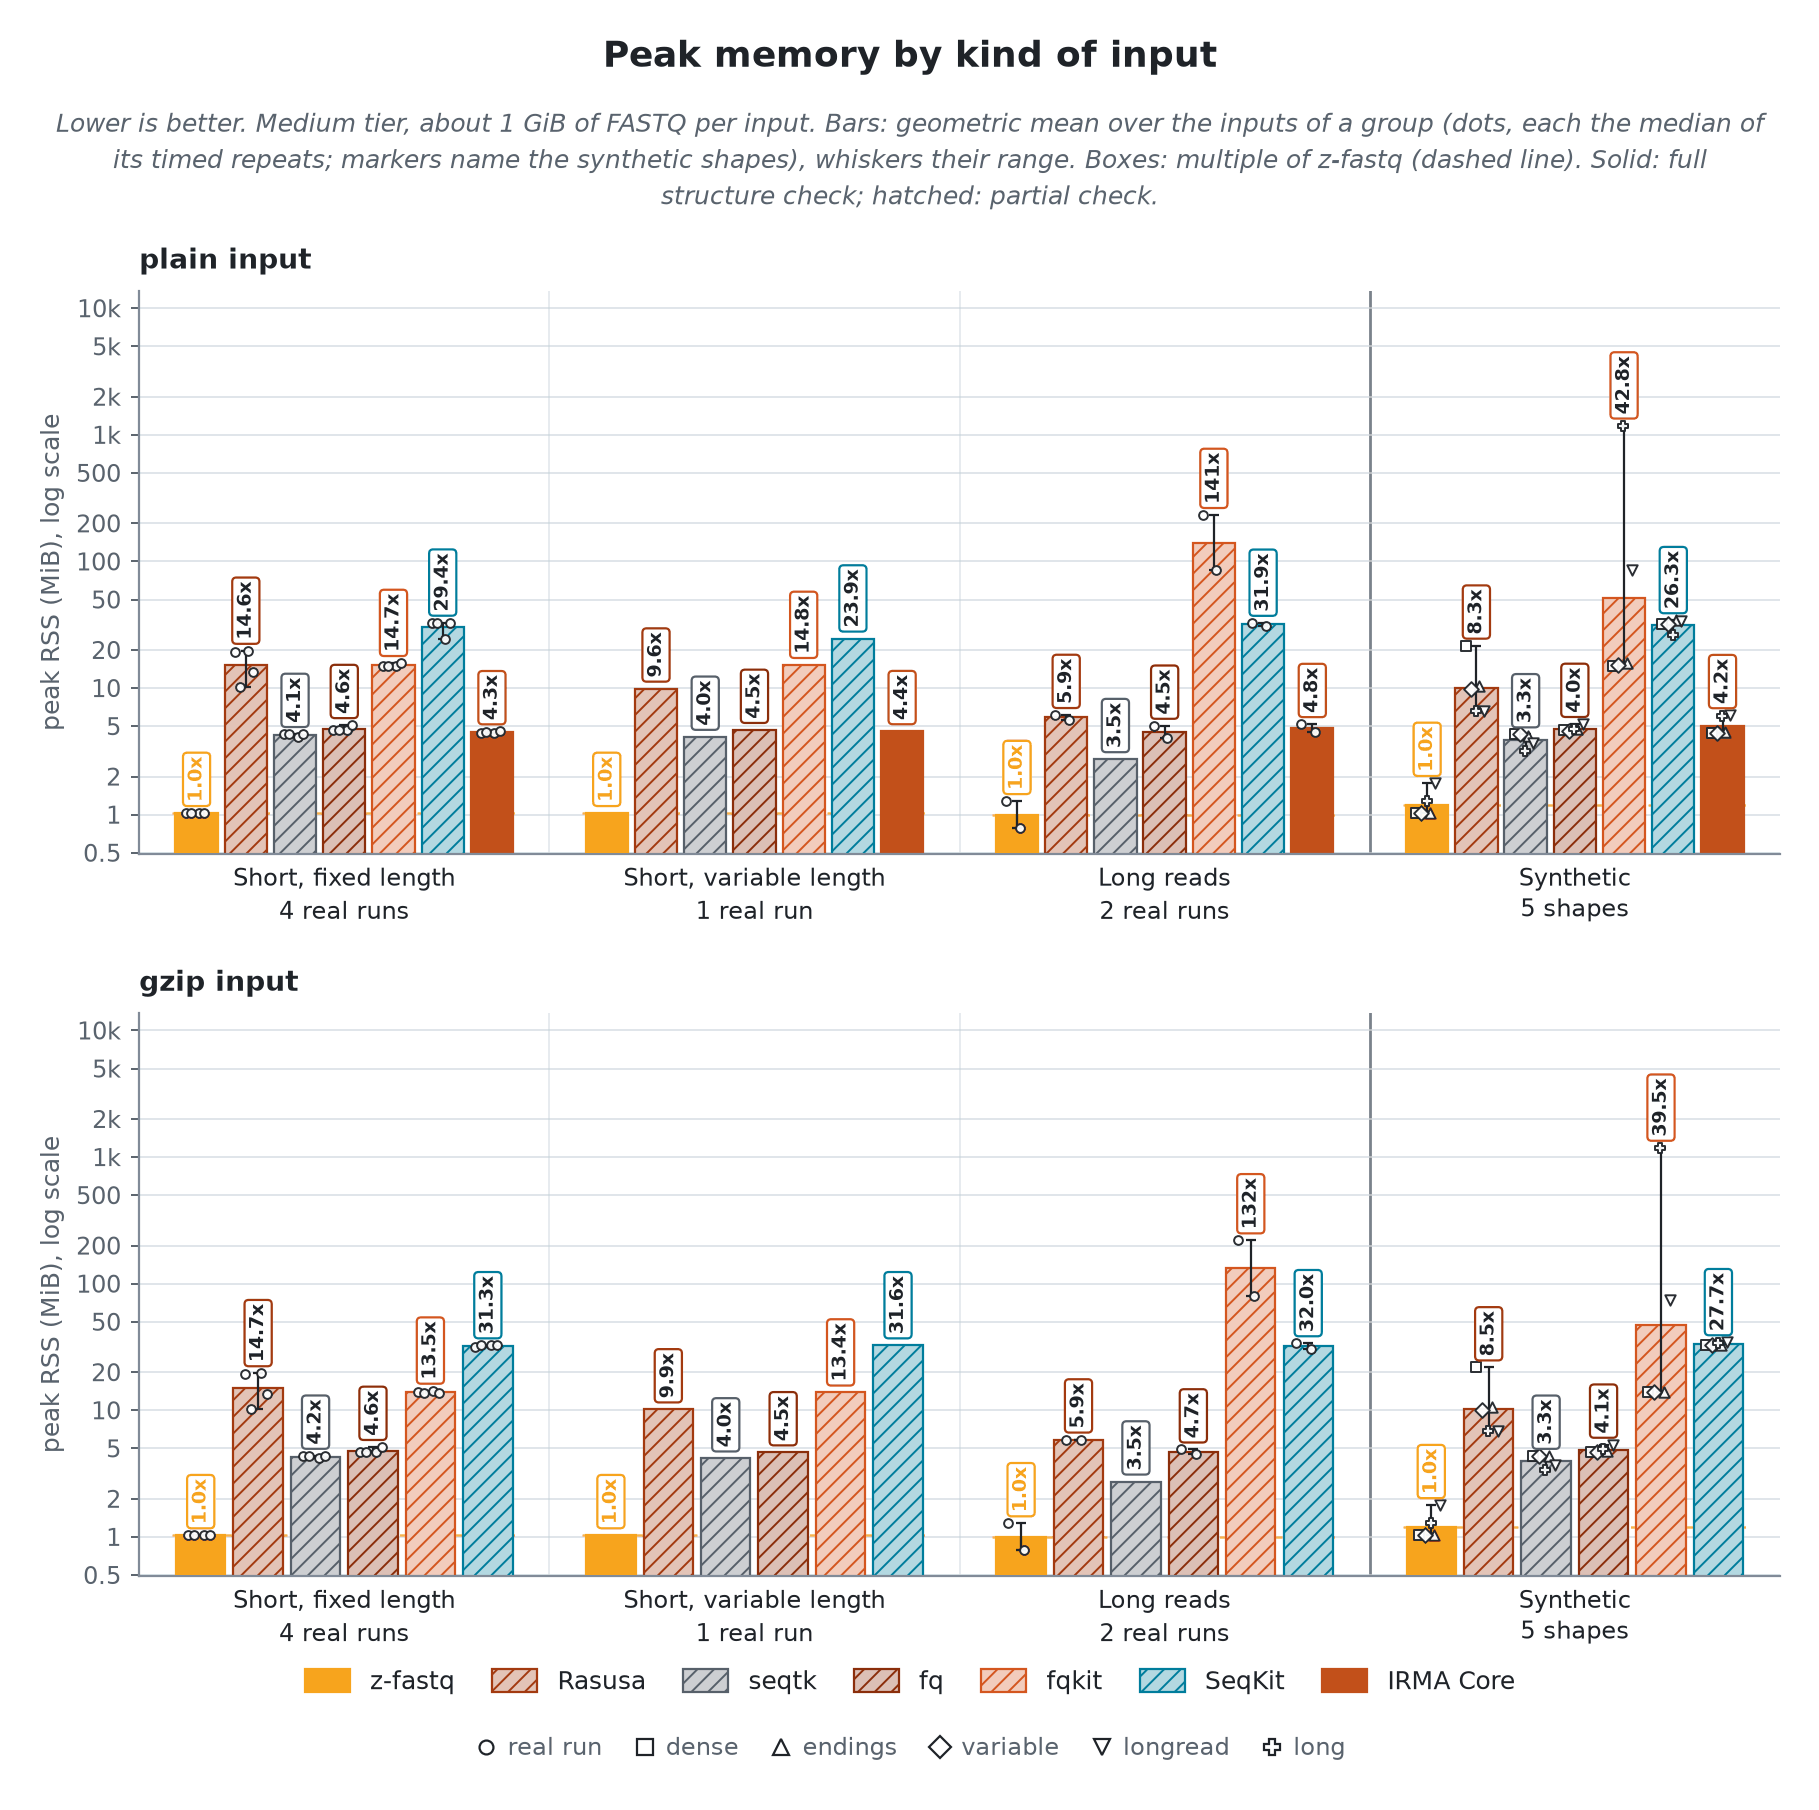 Peak memory by kind of input
Lower is better. Medium tier, about 1 GiB of FASTQ per input. Bars: geometric mean over the inputs of a group (dots, each the median of
its timed repeats; markers name the synthetic shapes), whiskers their range. Boxes: multiple of z-fastq (dashed line). Solid: full
structure check; hatched: partial check.
plain input
peak RSS (MiB), log scale
10k
5k
2k
1k
500
200
100
50
20
10
5
2
1
0.5
1.0x
14.6x
4.1x
4.6x
14.7x
29.4x
4.3x
1.0x
9.6x
4.0x
4.5x
14.8x
23.9x
4.4x
1.0x
5.9x
3.5x
4.5x
141x
31.9x
4.8x
1.0x
8.3x
3.3x
4.0x
42.8x
26.3x
4.2x
Short, fixed length
4 real runs
Short, variable length
1 real run
Long reads
2 real runs
Synthetic
5 shapes
gzip input
peak RSS (MiB), log scale
10k
5k
2k
1k
500
200
100
50
20
10
5
2
1
0.5
1.0x
14.7x
4.2x
4.6x
13.5x
31.3x
1.0x
9.9x
4.0x
4.5x
13.4x
31.6x
1.0x
5.9x
3.5x
4.7x
132x
32.0x
1.0x
8.5x
3.3x
4.1x
39.5x
27.7x
Short, fixed length
4 real runs
Short, variable length
1 real run
Long reads
2 real runs
Synthetic
5 shapes
z-fastq Rasusa seqtk fq fqkit SeqKit IRMA Core
real run dense endings variable longread long